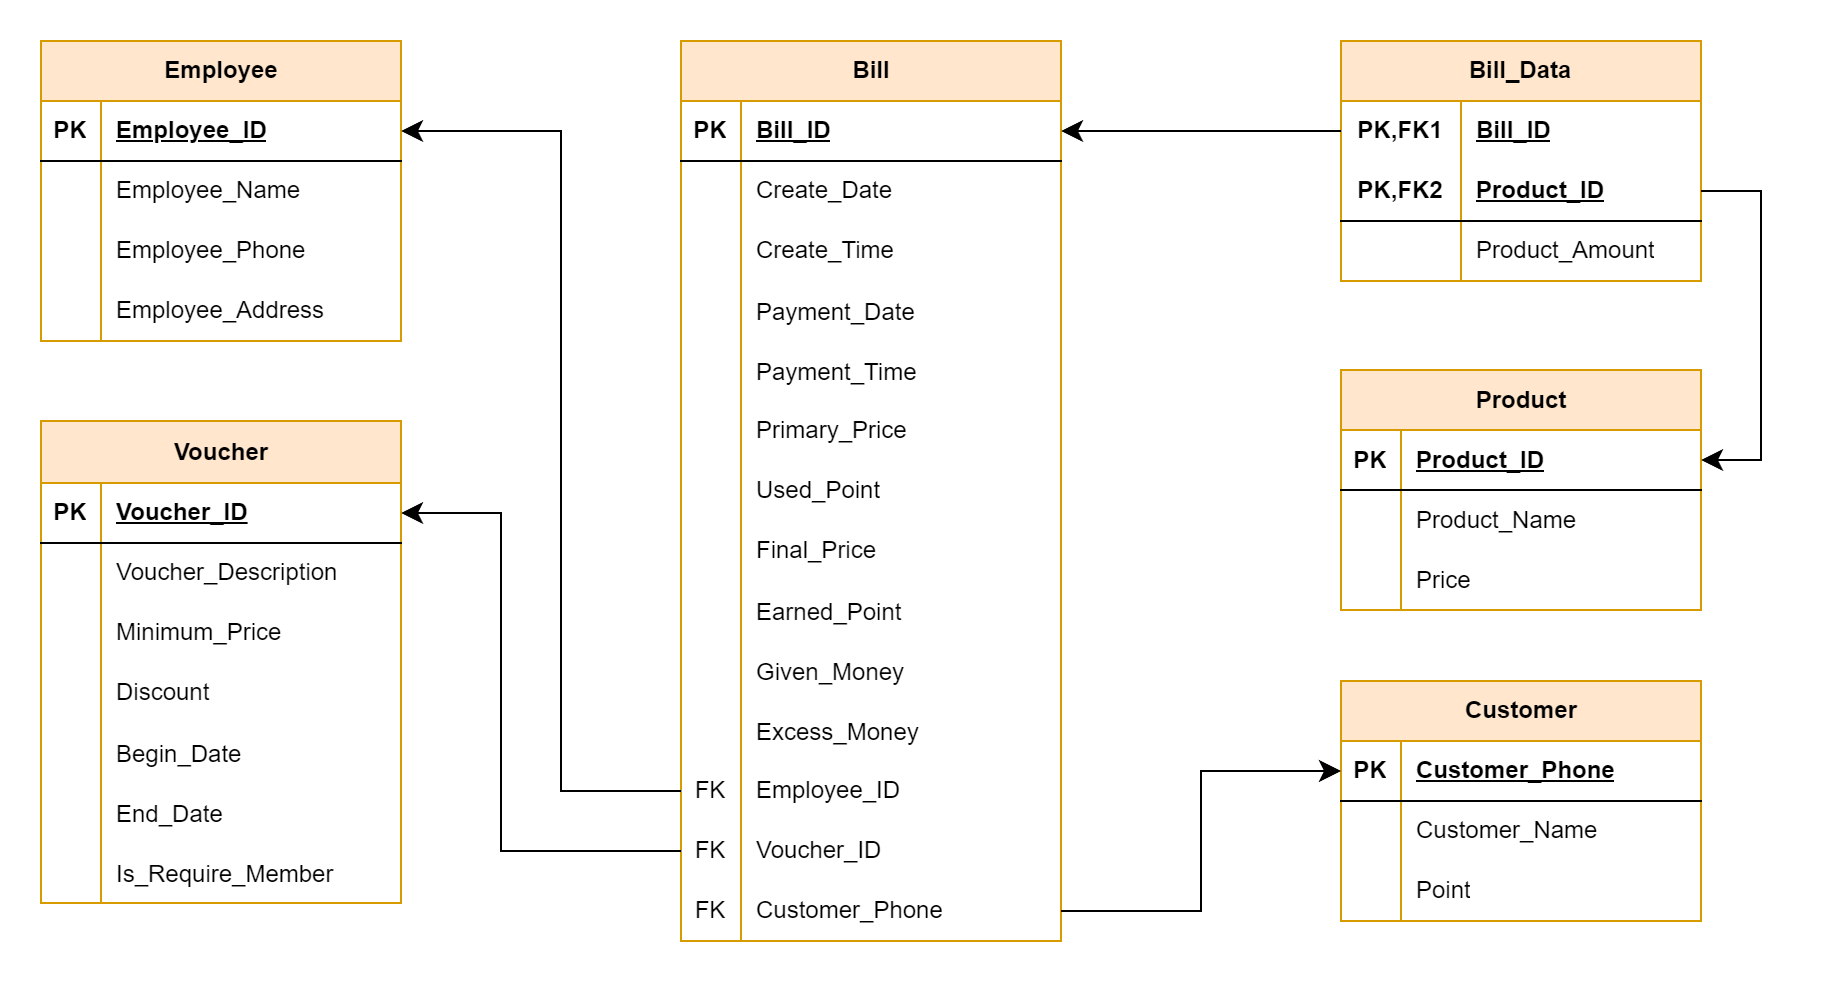 Employee
PK Employee_ID
Employee_Name
Employee_Phone
Employee_Address
Voucher
PK Voucher_ID
Voucher_Description
Minimum_Price
Discount
Begin_Date
End_Date
Is_Require_Member
Bill
PK Bill_ID
Create_Date
Create_Time
Payment_Date
Payment_Time
Primary_Price
Used_Point
Final_Price
Earned_Point
Given_Money
Excess_Money
FK Employee_ID
FK Voucher_ID
FK Customer_Phone
Bill_Data
PK,FK1 Bill_ID
PK,FK2 Product_ID
Product_Amount
Product
PK Product_ID
Product_Name
Price
Customer
PK Customer_Phone
Customer_Name
Point